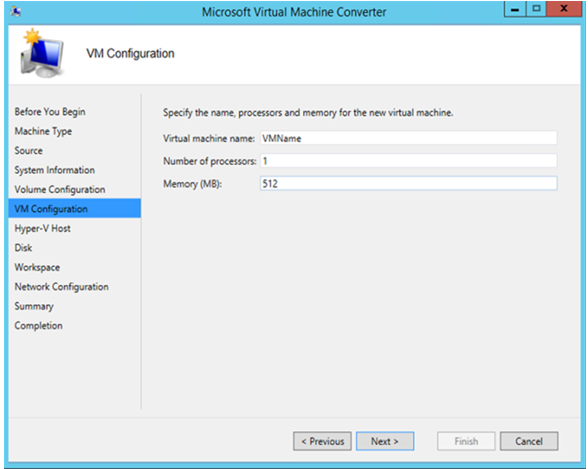 Microsoft Virtual Machine Converter
VM Configuration
Before You Begin
Machine Type
Source
System Information
Volume Configuration
VM Configuration
Hyper-V Host
Disk
Workspace
Network Configuration
Summary
Completion
Specify the name, processors and memory for the new virtual machine.
Virtual machine name: VMName
Number of processors: 1
Memory (MB): 512
< Previous Next > Finish Cancel